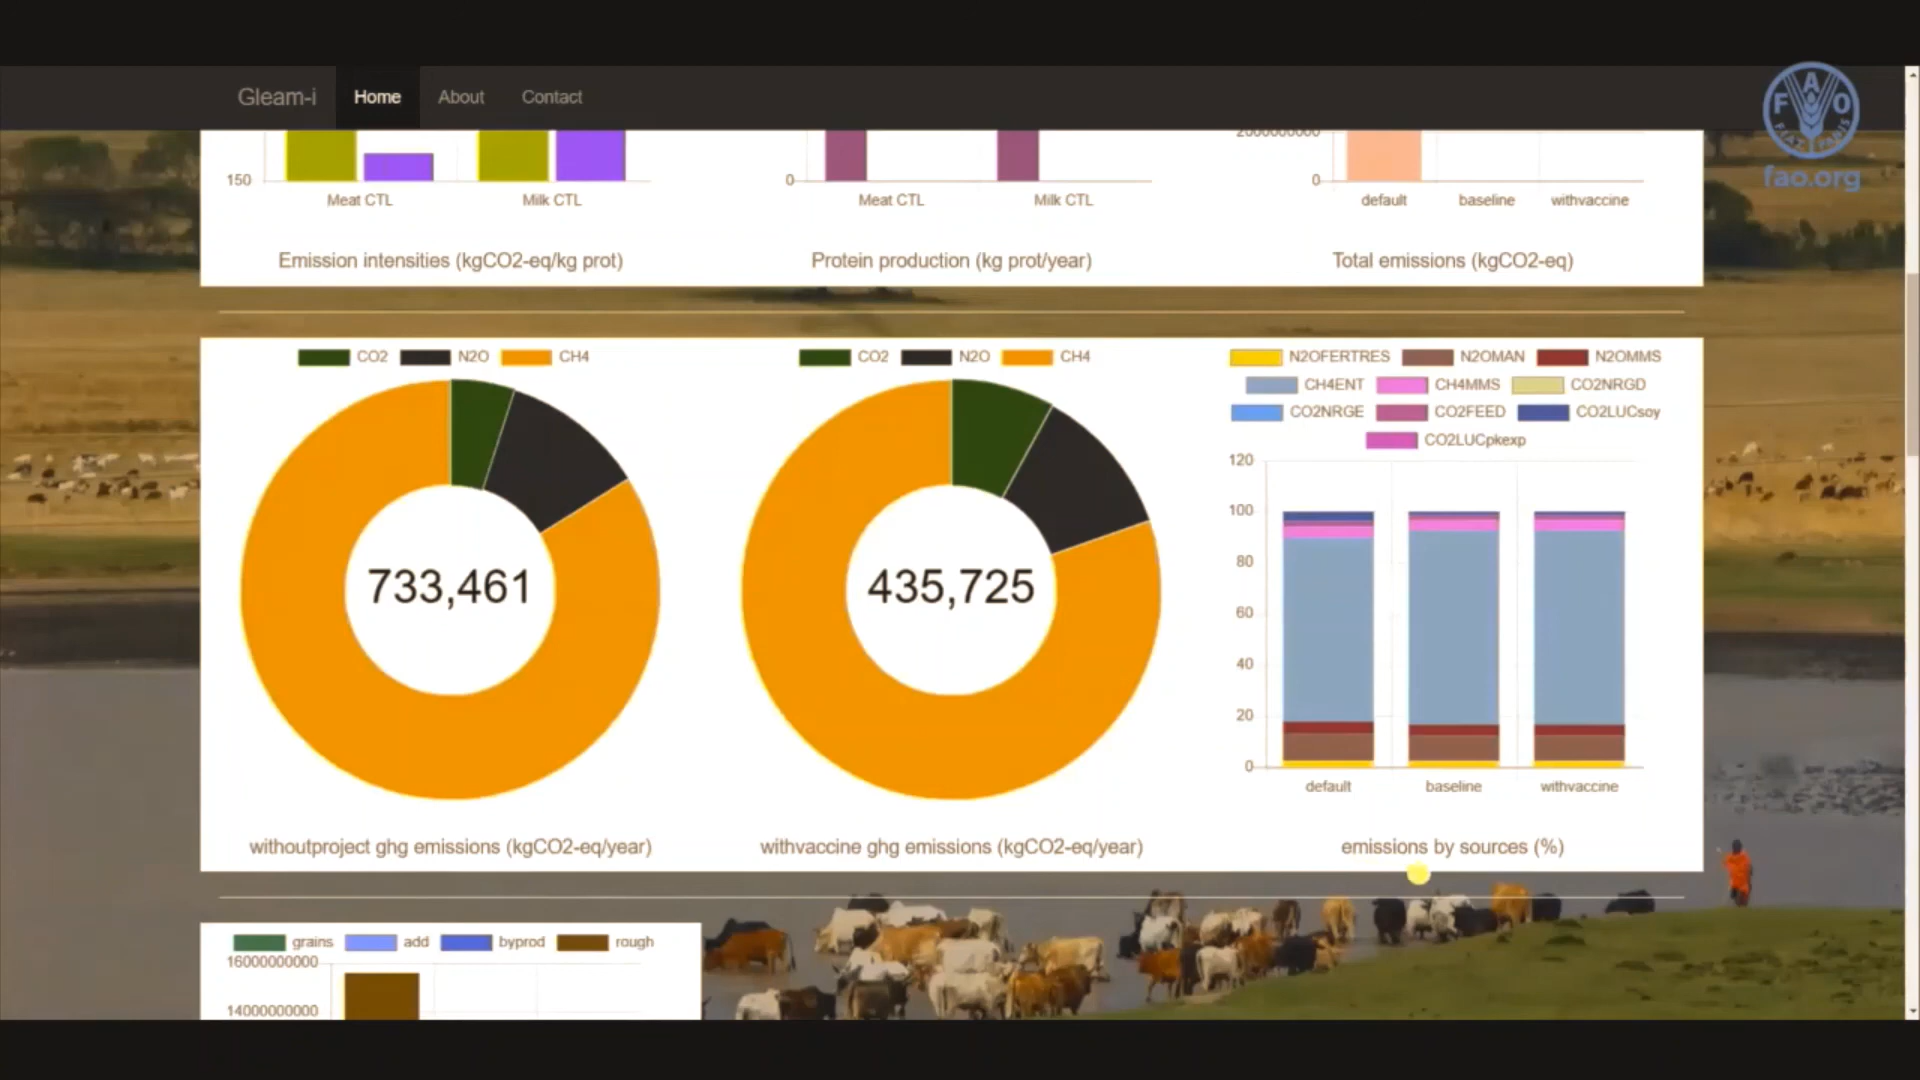 Gleam-i Home About Contact
FAO
FIAT PANIS
fao.org
150
Meat CTL Milk CTL
Emission intensities (kgCO2-eq/kg prot)
0
Meat CTL Milk CTL
Protein production (kg prot/year)
2000000000
0
default baseline withvaccine
Total emissions (kgCO2-eq)
CO2 N2O CH4
733,461
withoutproject ghg emissions (kgCO2-eq/year)
CO2 N2O CH4
435,725
withvaccine ghg emissions (kgCO2-eq/year)
N2OFERTRES N2OMAN N2OMMS
CH4ENT CH4MMS CO2NRGD
CO2NRGE CO2FEED CO2LUCsoy
CO2LUCpkexp
120
100
80
60
40
20
0
default baseline withvaccine
emissions by sources (%)
grains add byprod rough
16000000000
14000000000